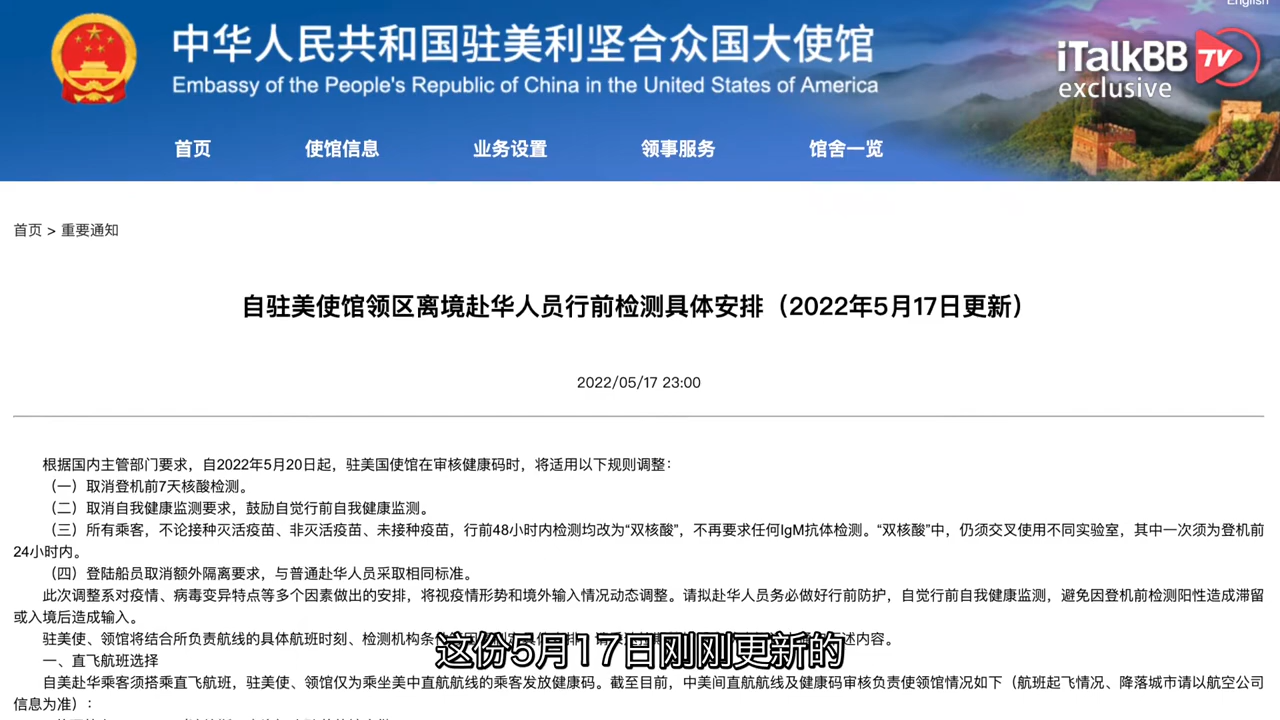 English
中华人民共和国驻美利坚合众国大使馆
Embassy of the People's Republic of China in the United States of America
iTalkBB TV
exclusive
首页 使馆信息 业务设置 领事服务 馆舍一览
首页 > 重要通知
自驻美使馆领区离境赴华人员行前检测具体安排（2022年5月17日更新）
2022/05/17 23:00
根据国内主管部门要求，自2022年5月20日起，驻美国使馆在审核健康码时，将适用以下规则调整：
（一）取消登机前7天核酸检测。
（二）取消自我健康监测要求，鼓励自觉行前自我健康监测。
（三）所有乘客，不论接种灭活疫苗、非灭活疫苗、未接种疫苗，行前48小时内检测均改为“双核酸”，不再要求任何IgM抗体检测。“双核酸”中，仍须交叉使用不同实验室，其中一次须为登机前
24小时内。
（四）登陆船员取消额外隔离要求，与普通赴华人员采取相同标准。
此次调整系对疫情、病毒变异特点等多个因素做出的安排，将视疫情形势和境外输入情况动态调整。请拟赴华人员务必做好行前防护，自觉行前自我健康监测，避免因登机前检测阳性造成滞留
或入境后造成输入。
驻美使、领馆将结合所负责航线的具体航班时刻、检测机构条 述内容。
这份5月17日刚刚更新的
一、直飞航班选择
自美赴华乘客须搭乘直飞航班，驻美使、领馆仅为乘坐美中直航航线的乘客发放健康码。截至目前，中美间直航航线及健康码审核负责使领馆情况如下（航班起飞情况、降落城市请以航空公司
信息为准）：